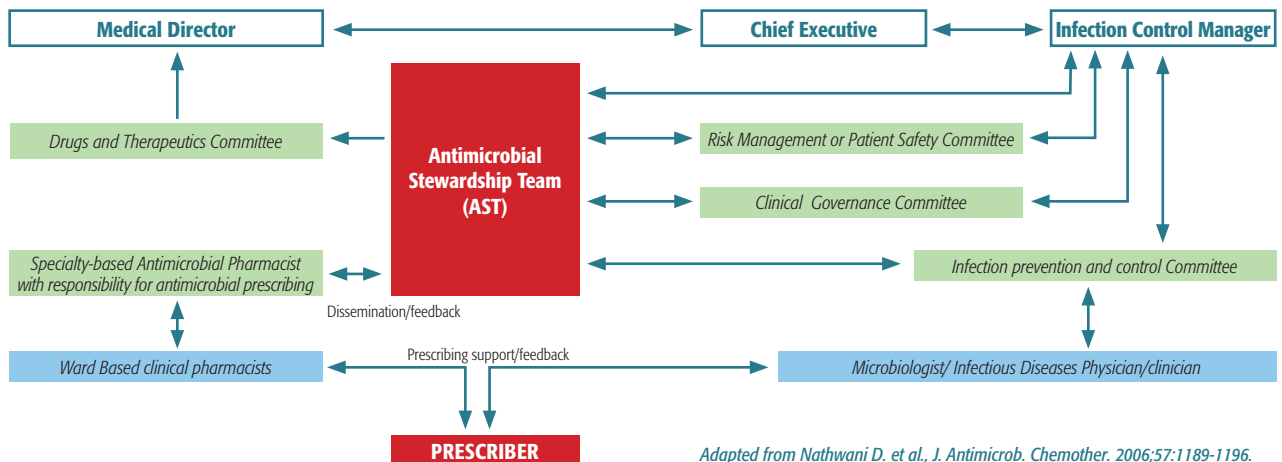 Medical Director
Chief Executive
Infection Control Manager
Drugs and Therapeutics Committee
Antimicrobial
Stewardship Team
(AST)
Risk Management or Patient Safety Committee
Clinical Governance Committee
Specialty-based Antimicrobial Pharmacist
with responsibility for antimicrobial prescribing
Infection prevention and control Committee
Dissemination/feedback
Prescribing support/feedback
Ward Based clinical pharmacists
Microbiologist/ Infectious Diseases Physician/clinician
PRESCRIBER
Adapted from Nathwani D. et al., J. Antimicrob. Chemother. 2006;57:1189-1196.